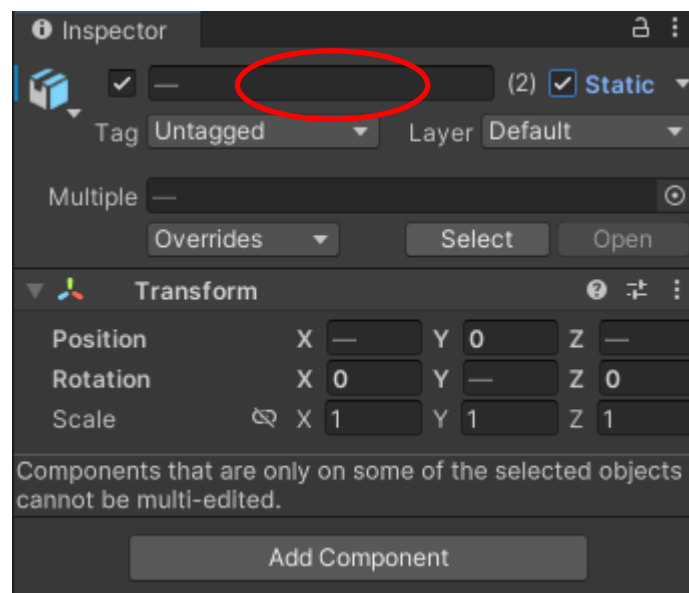 Inspector
— (2) Static
Tag Untagged Layer Default
Multiple —
Overrides Select Open
Transform
Position X — Y 0 Z —
Rotation X 0 Y — Z 0
Scale X 1 Y 1 Z 1
Components that are only on some of the selected objects
cannot be multi-edited.
Add Component